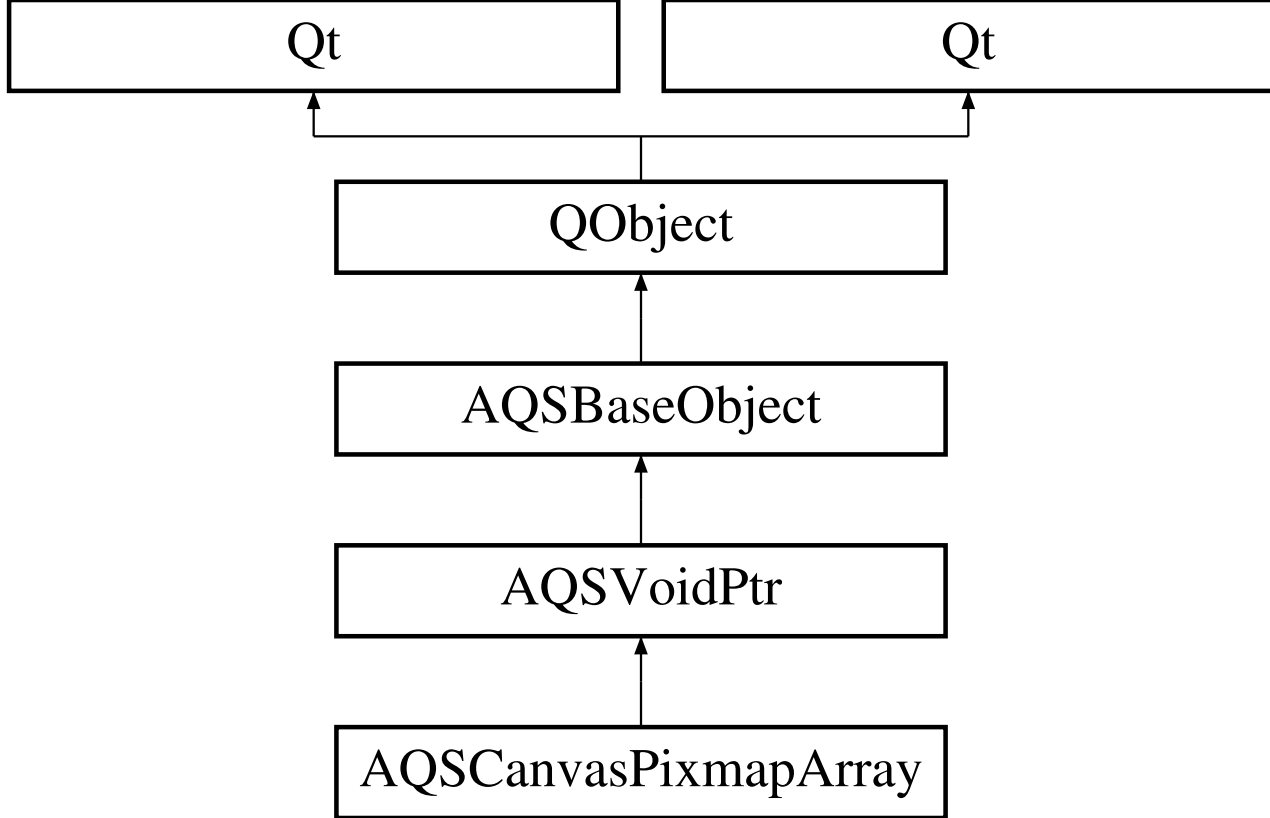 Qt
Qt
QObject
AQSBaseObject
AQSVoidPtr
AQSCanvasPixmapArray